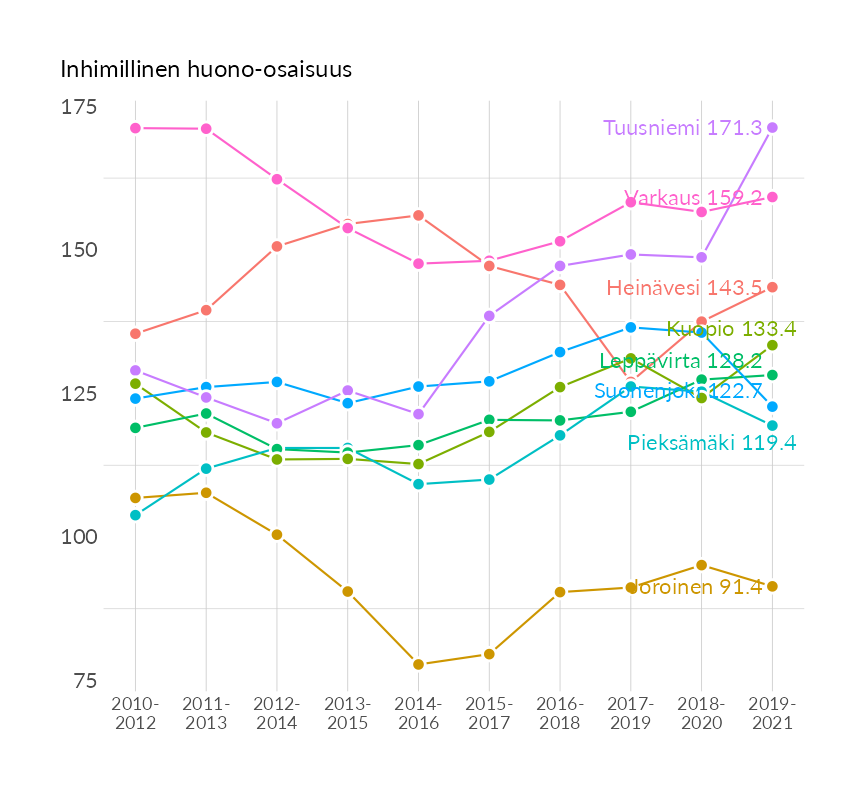 Inhimillinen huono-osaisuus
175
150
125
100
75
Tuusniemi 171.3
Varkaus 159.2
Heinävesi 143.5
Kuopio 133.4
Leppävirta 128.2
Suonenjoki 122.7
Pieksämäki 119.4
Joroinen 91.4
2010-
2012
2011-
2013
2012-
2014
2013-
2015
2014-
2016
2015-
2017
2016-
2018
2017-
2019
2018-
2020
2019-
2021